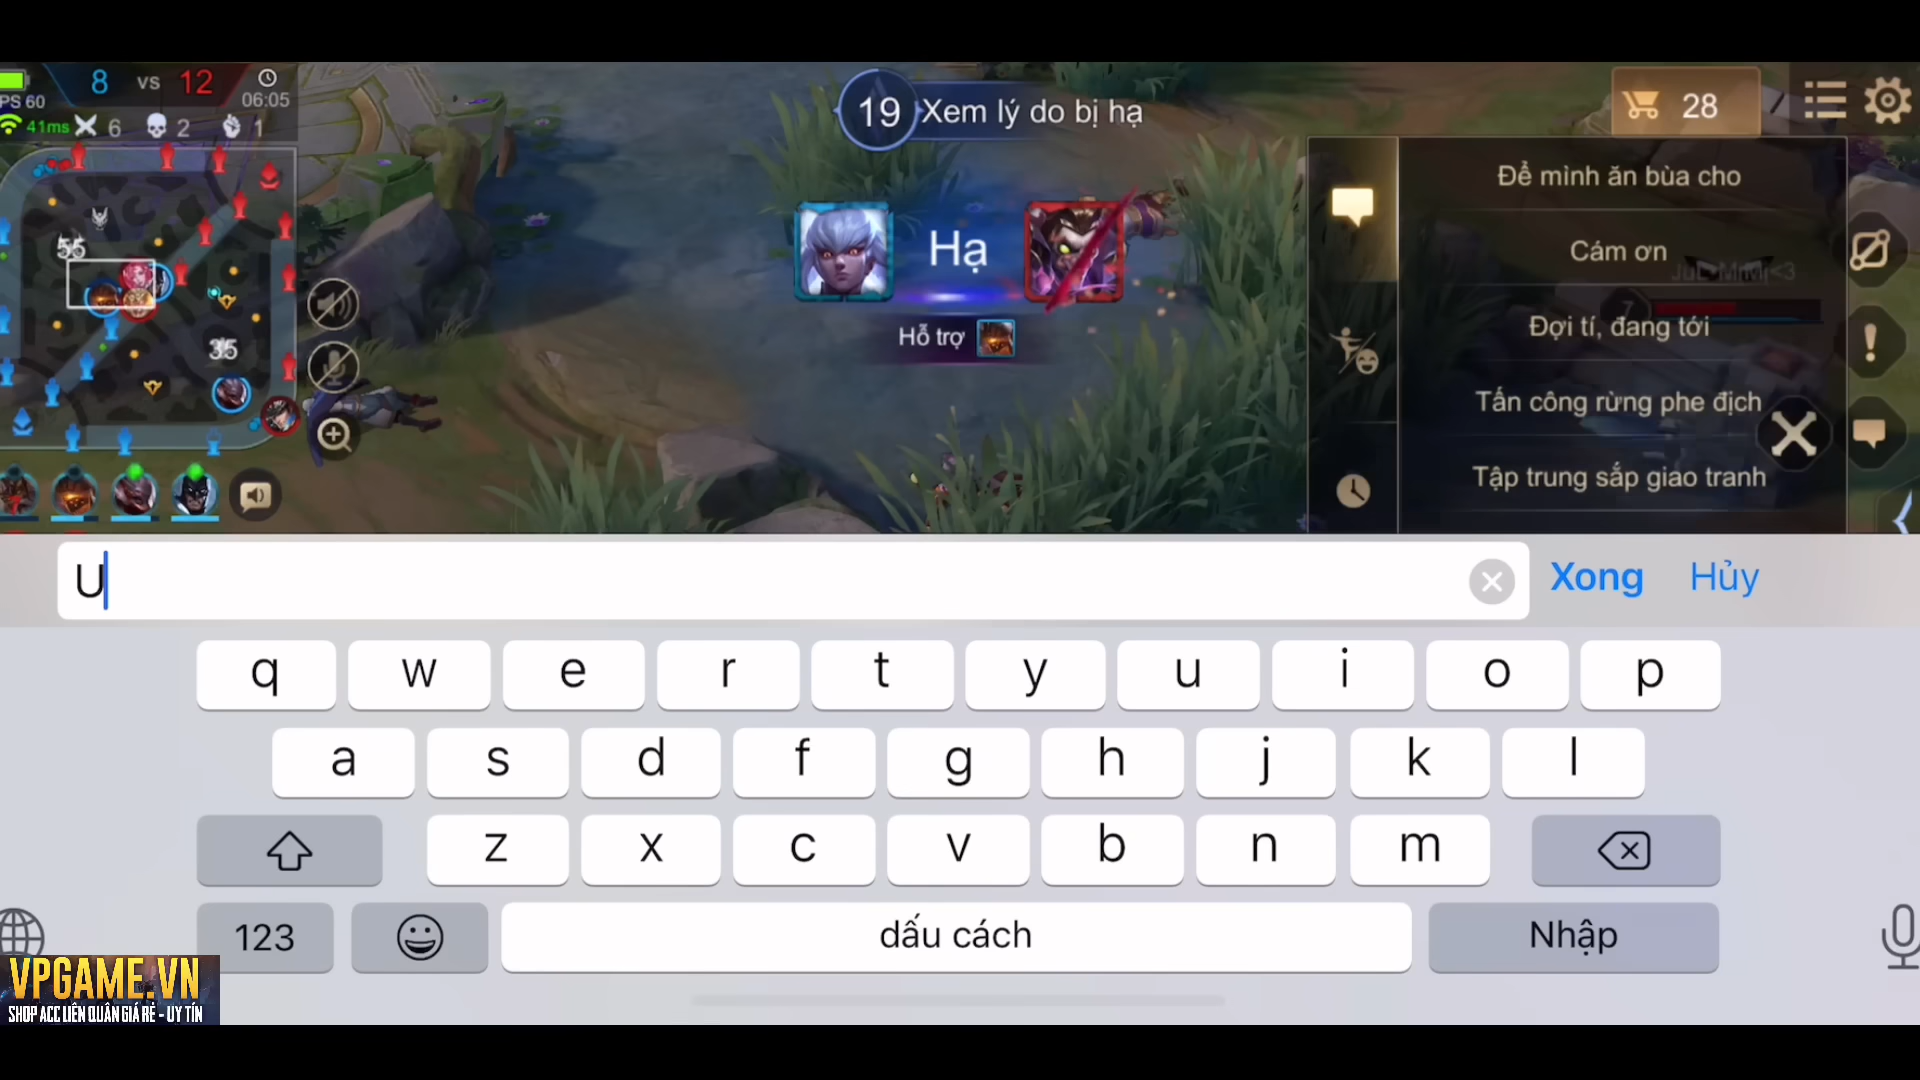 8 vs 12
PS 60
06:05
41ms 6 2 1
19 Xem lý do bị hạ
28
55
35
Hạ
Hỗ trợ
Để mình ăn bùa cho
Cám ơn
7
Đợi tí, đang tới
Tấn công rừng phe địch
Tập trung sắp giao tranh
U
Xong Hủy
q w e r t y u i o p
a s d f g h j k l
z x c v b n m
123 dấu cách Nhập
VPGAME.VN
SHOP ACC LIÊN QUÂN GIÁ RẺ - UY TÍN